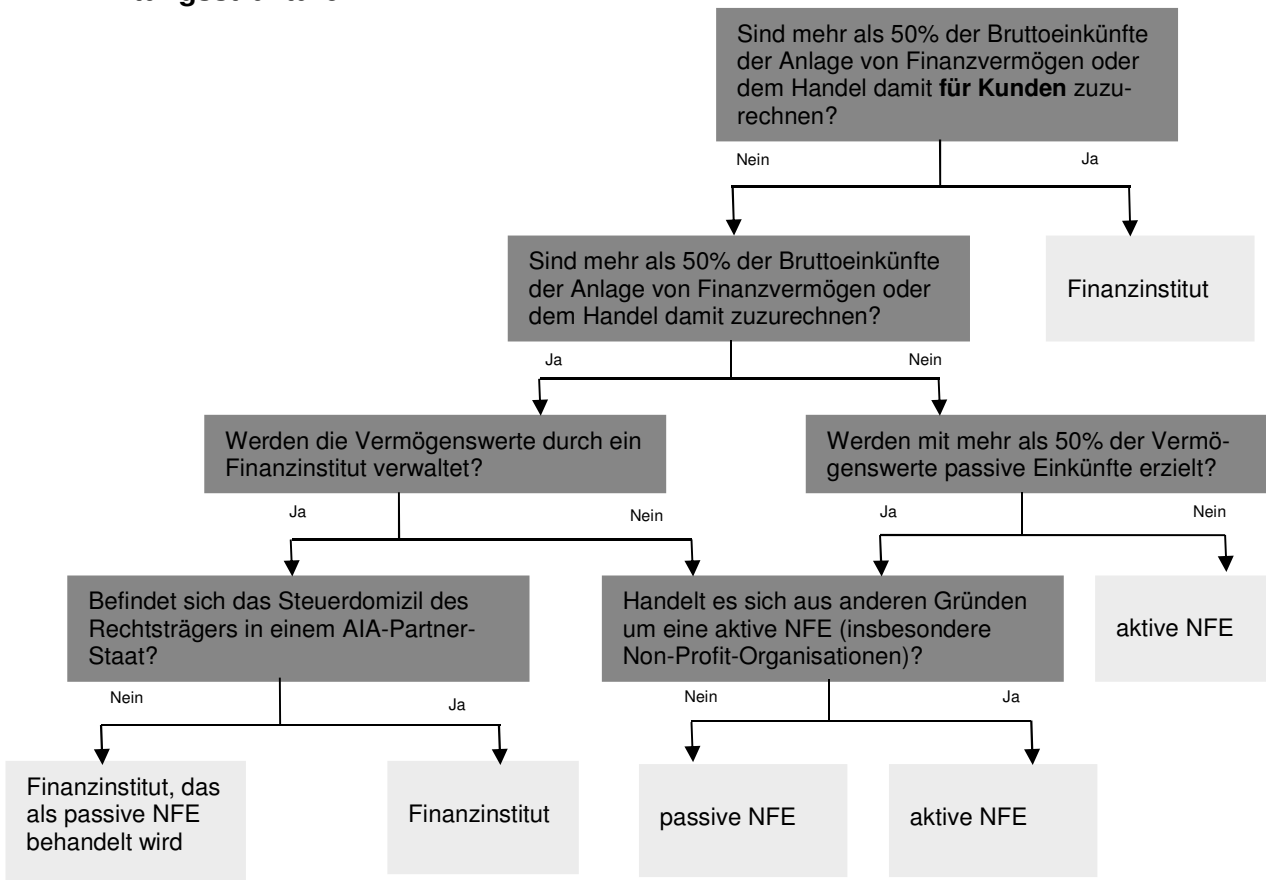 Sind mehr als 50% der Bruttoeinkünfte
der Anlage von Finanzvermögen oder
dem Handel damit für Kunden zuzu-
rechnen?
Nein
Ja
Sind mehr als 50% der Bruttoeinkünfte
der Anlage von Finanzvermögen oder
dem Handel damit zuzurechnen?
Finanzinstitut
Ja
Nein
Werden die Vermögenswerte durch ein
Finanzinstitut verwaltet?
Werden mit mehr als 50% der Vermö-
genswerte passive Einkünfte erzielt?
Ja
Nein
Ja
Nein
Befindet sich das Steuerdomizil des
Rechtsträgers in einem AIA-Partner-
Staat?
Handelt es sich aus anderen Gründen
um eine aktive NFE (insbesondere
Non-Profit-Organisationen)?
aktive NFE
Nein
Ja
Nein
Ja
Finanzinstitut, das
als passive NFE
behandelt wird
Finanzinstitut
passive NFE
aktive NFE